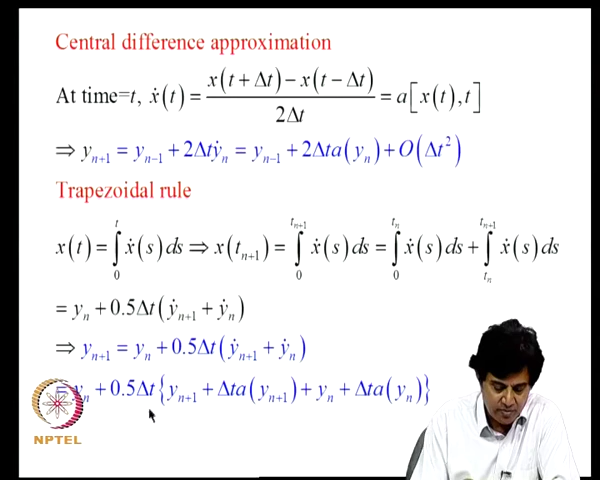 Central difference approximation
At time=t, ẋ(t) = \frac{x(t+Δt)−x(t−Δt)}{2Δt} = a[x(t),t]
⇒ y_{n+1} = y_{n−1} + 2Δtẏ_n = y_{n−1} + 2Δta(y_n) + O(Δt²)
Trapezoidal rule
x(t) = ∫_0^t ẋ(s)ds ⇒ x(t_{n+1}) = ∫_0^{t_{n+1}} ẋ(s)ds = ∫_0^{t_n} ẋ(s)ds + ∫_{t_n}^{t_{n+1}} ẋ(s)ds
= y_n + 0.5Δt(ẏ_{n+1} + ẏ_n)
⇒ y_{n+1} = y_n + 0.5Δt(ẏ_{n+1} + ẏ_n)
= y_n + 0.5Δt{y_{n+1} + Δta(y_{n+1}) + y_n + Δta(y_n)}
NPTEL